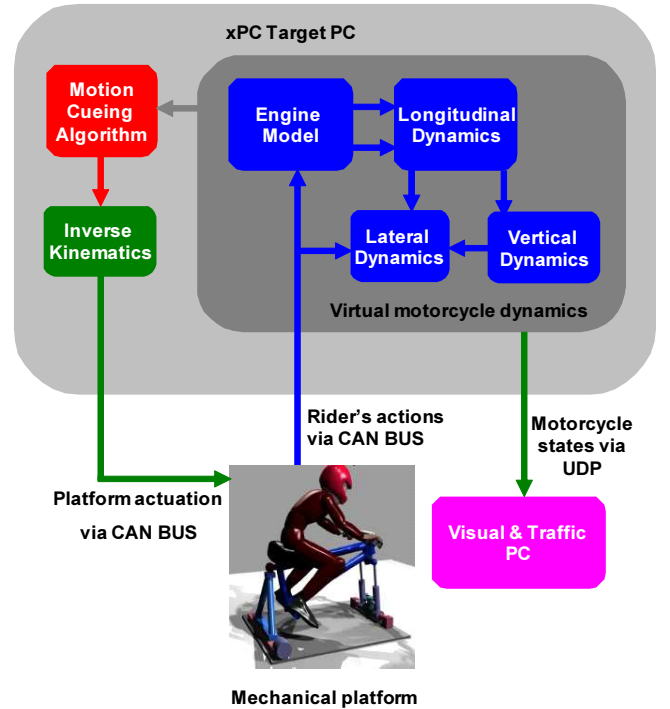 xPC Target PC
Motion
Cueing
Algorithm
Engine
Model
Longitudinal
Dynamics
Inverse
Kinematics
Lateral
Dynamics
Vertical
Dynamics
Virtual motorcycle dynamics
Rider's actions
via CAN BUS
Motorcycle
states via
UDP
Platform actuation
via CAN BUS
Visual & Traffic
PC
Mechanical platform